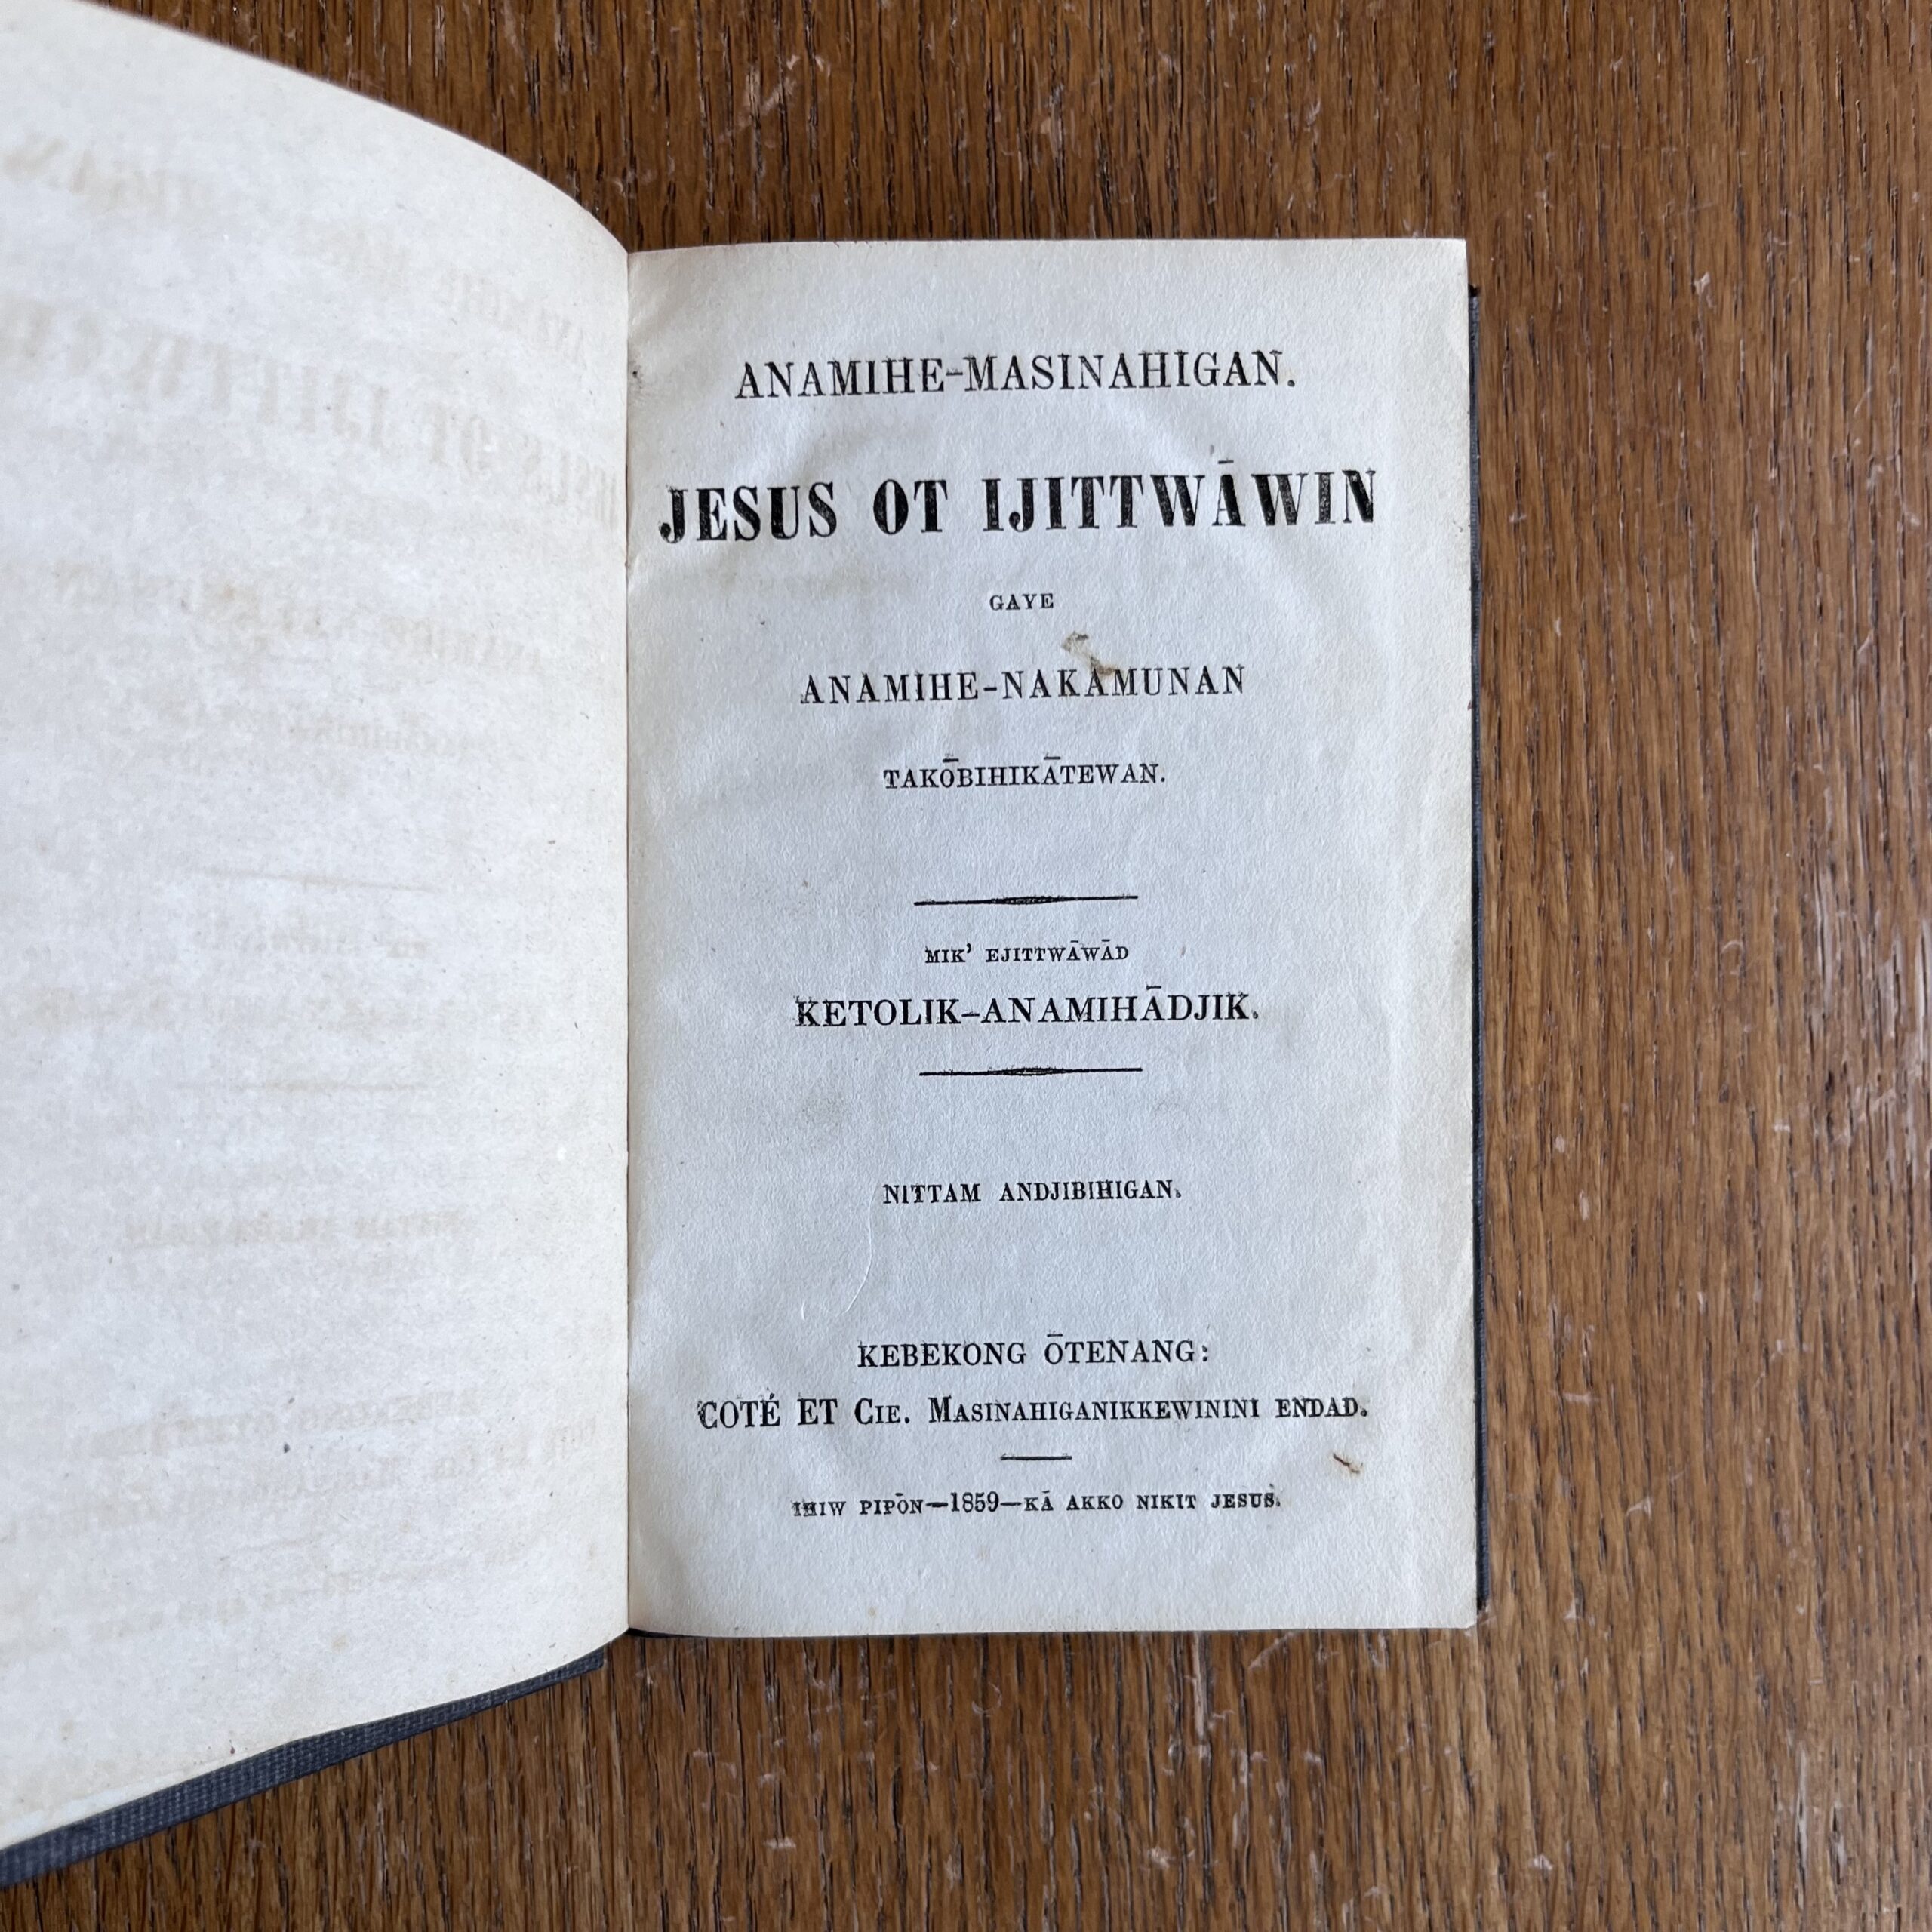 ANAMIHE-MASINAHIGAN.
JESUS OT IJITTWĀWIN
GAYE
ANAMIHE-NAKAMUNAN
TAKŌBIHIKĀTEWAN.
MIK’ EJITTWĀWĀD
KETOLIK-ANAMIHĀDJIK.
NITTAM ANDJIBIHIGAN.
KEBEKONG ŌTENANG:
COTÉ ET CIE. MASINAHIGANIKKEWININI ENDAD.
IHIW PIPŌN—1859—KĀ AKKO NIKIT JESUS.